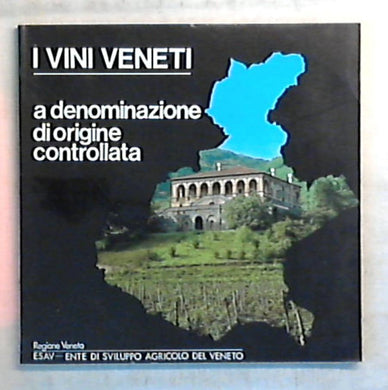 I VINI VENETI
a denominazione
di origine
controllata
Regione Veneto
ESAV — ENTE DI SVILUPPO AGRICOLO DEL VENETO